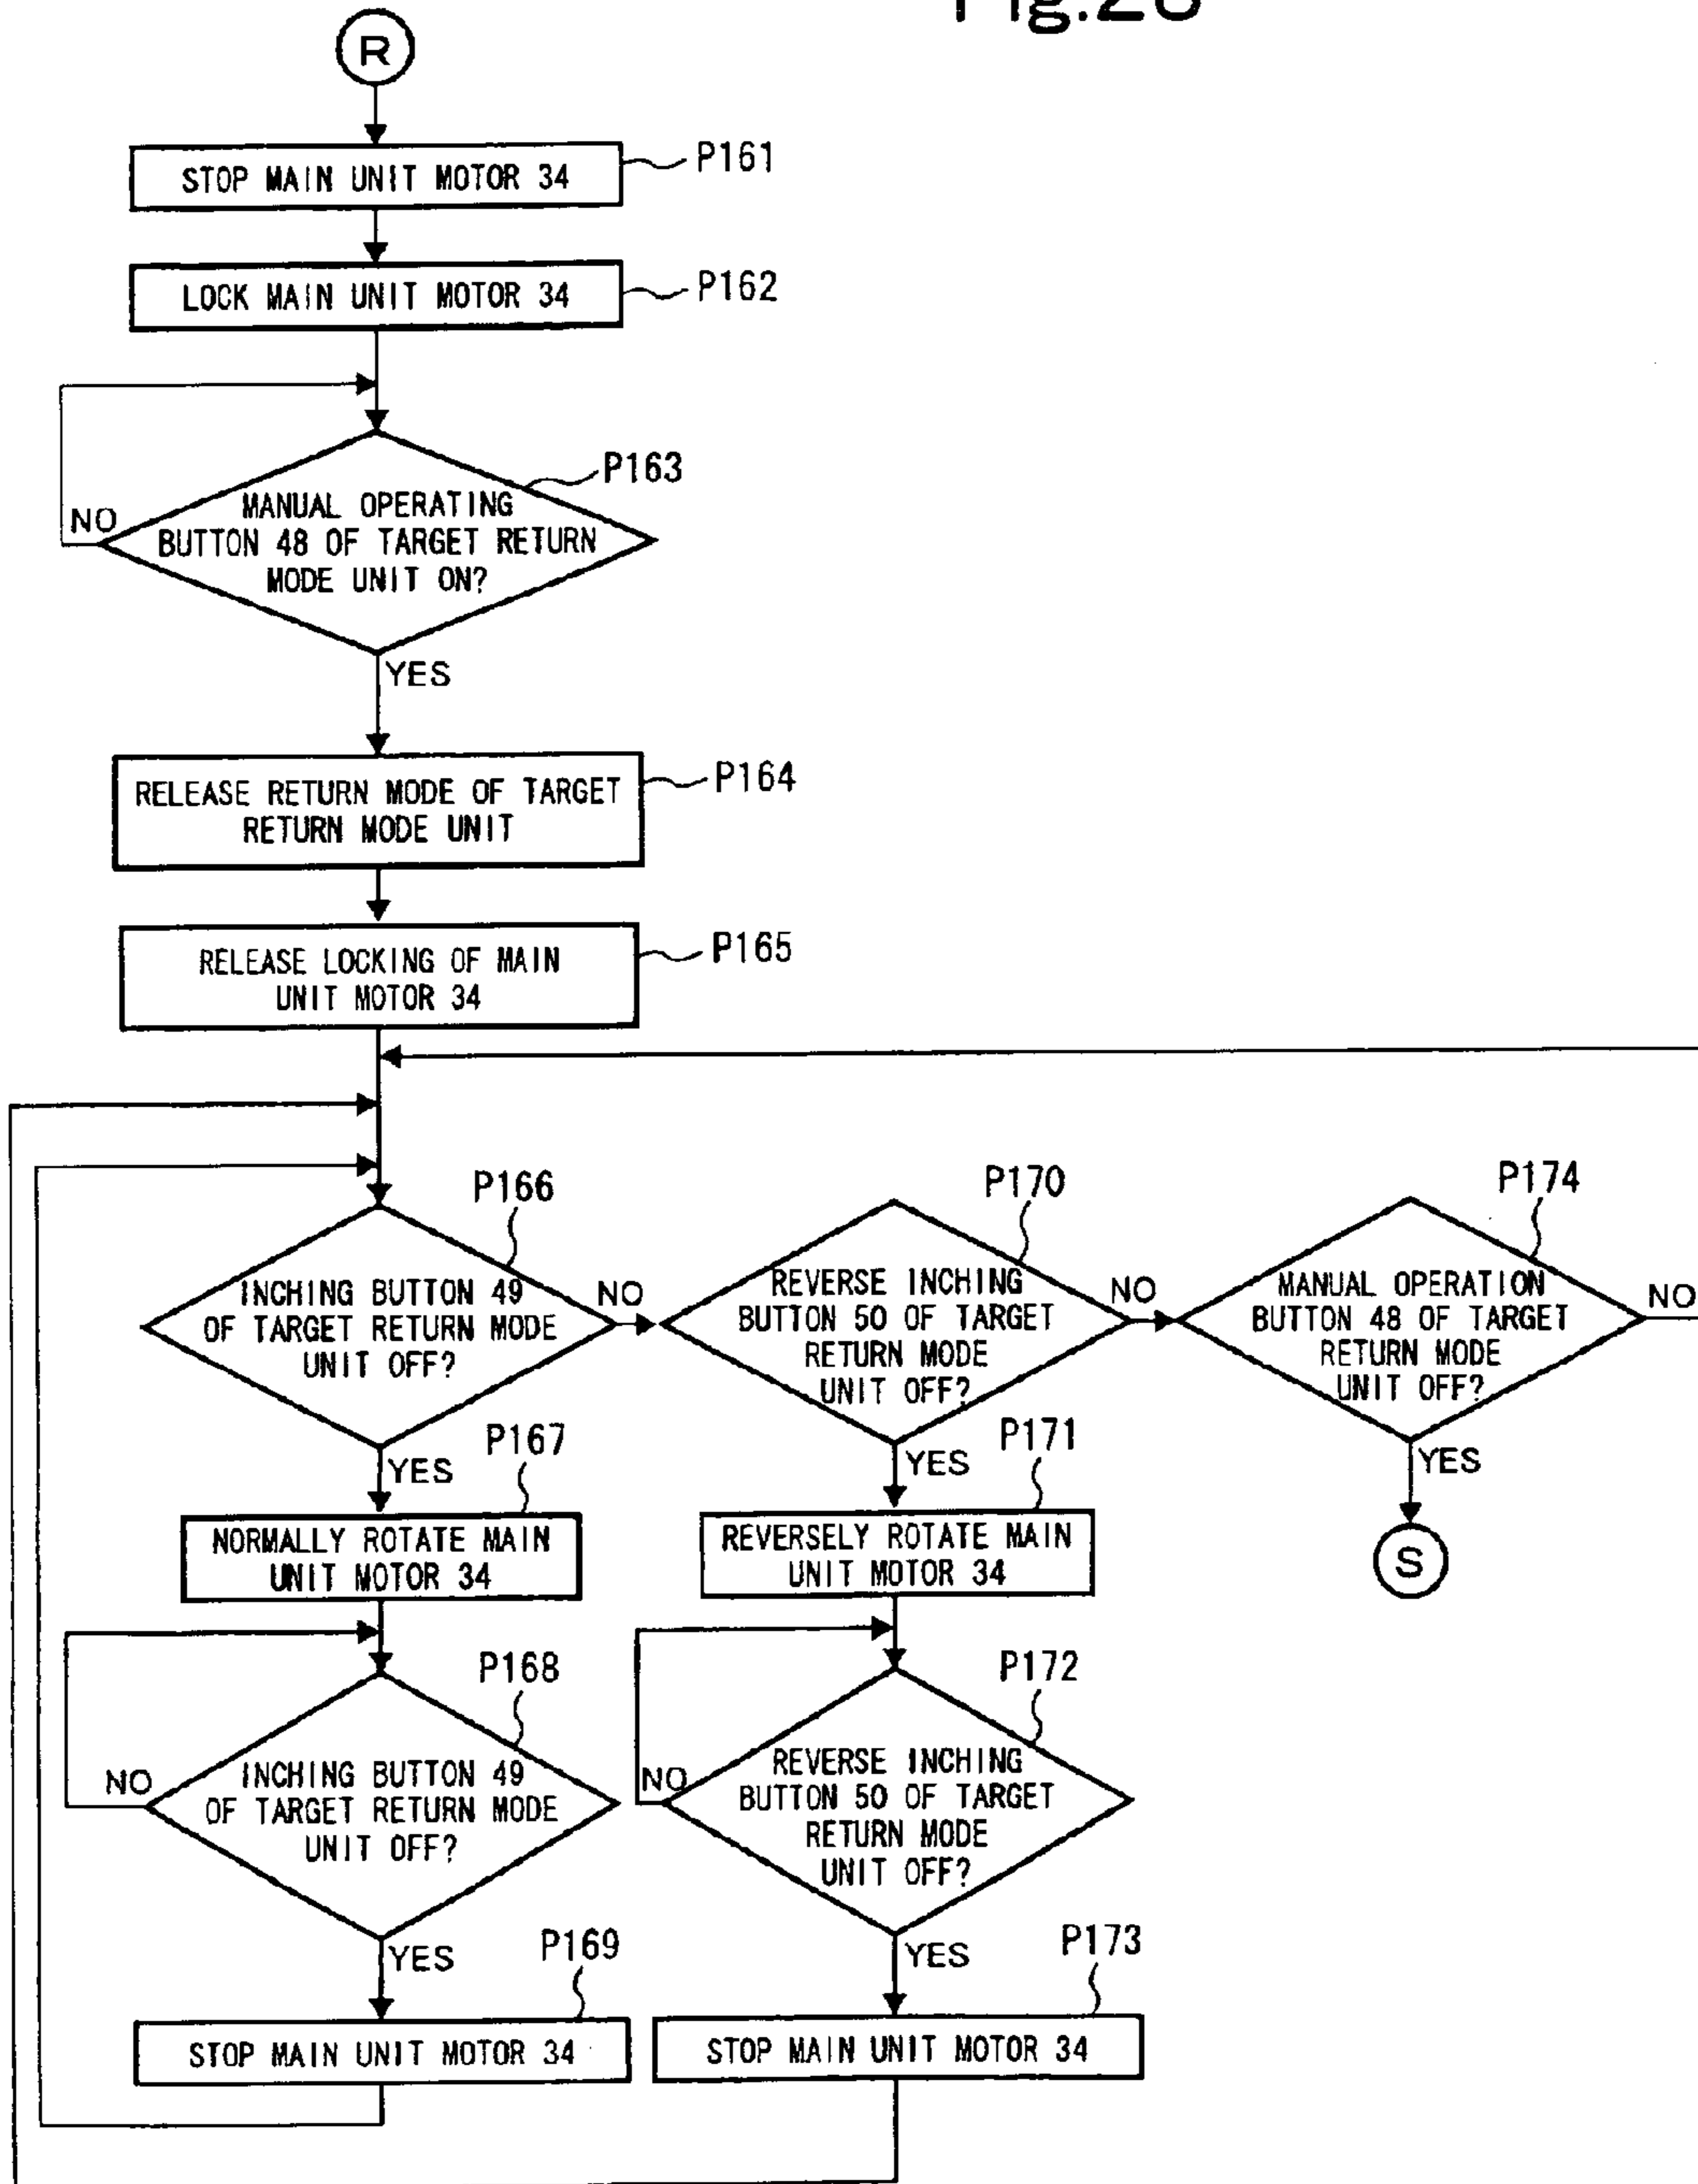 R
STOP MAIN UNIT MOTOR 34
P161
LOCK MAIN UNIT MOTOR 34
P162
P163
MANUAL OPERATING
BUTTON 48 OF TARGET RETURN
MODE UNIT ON?
NO
YES
RELEASE RETURN MODE OF TARGET
RETURN MODE UNIT
P164
RELEASE LOCKING OF MAIN
UNIT MOTOR 34
P165
P166
INCHING BUTTON 49
OF TARGET RETURN MODE
UNIT OFF?
NO
YES
P170
REVERSE INCHING
BUTTON 50 OF TARGET
RETURN MODE
UNIT OFF?
NO
YES
P174
MANUAL OPERATION
BUTTON 48 OF TARGET
RETURN MODE
UNIT OFF?
NO
YES
S
P167
NORMALLY ROTATE MAIN
UNIT MOTOR 34
P171
REVERSELY ROTATE MAIN
UNIT MOTOR 34
P168
INCHING BUTTON 49
OF TARGET RETURN MODE
UNIT OFF?
NO
YES
P172
REVERSE INCHING
BUTTON 50 OF TARGET
RETURN MODE
UNIT OFF?
NO
YES
P169
STOP MAIN UNIT MOTOR 34
P173
STOP MAIN UNIT MOTOR 34